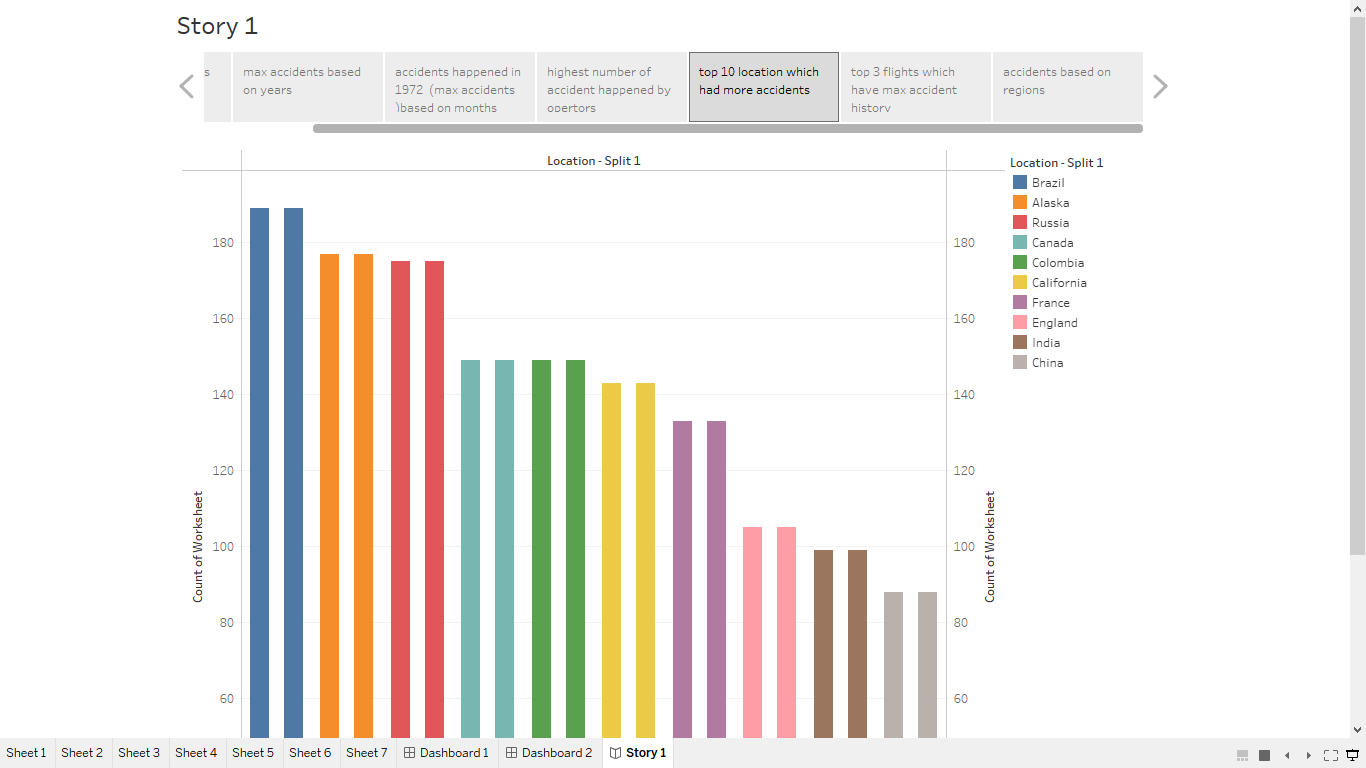 Story 1
s
max accidents based
on years
accidents happened in
1972 (max accidents
)based on months
highest number of
accident happened by
opertors
top 10 location which
had more accidents
top 3 flights which
have max accident
history
accidents based on
regions
Location - Split 1
Location - Split 1
Brazil
Alaska
Russia
Canada
Colombia
California
France
England
India
China
Count of Worksheet
180
160
140
120
100
80
60
180
160
140
120
100
80
60
Count of Worksheet
Sheet 1 Sheet 2 Sheet 3 Sheet 4 Sheet 5 Sheet 6 Sheet 7 Dashboard 1 Dashboard 2 Story 1